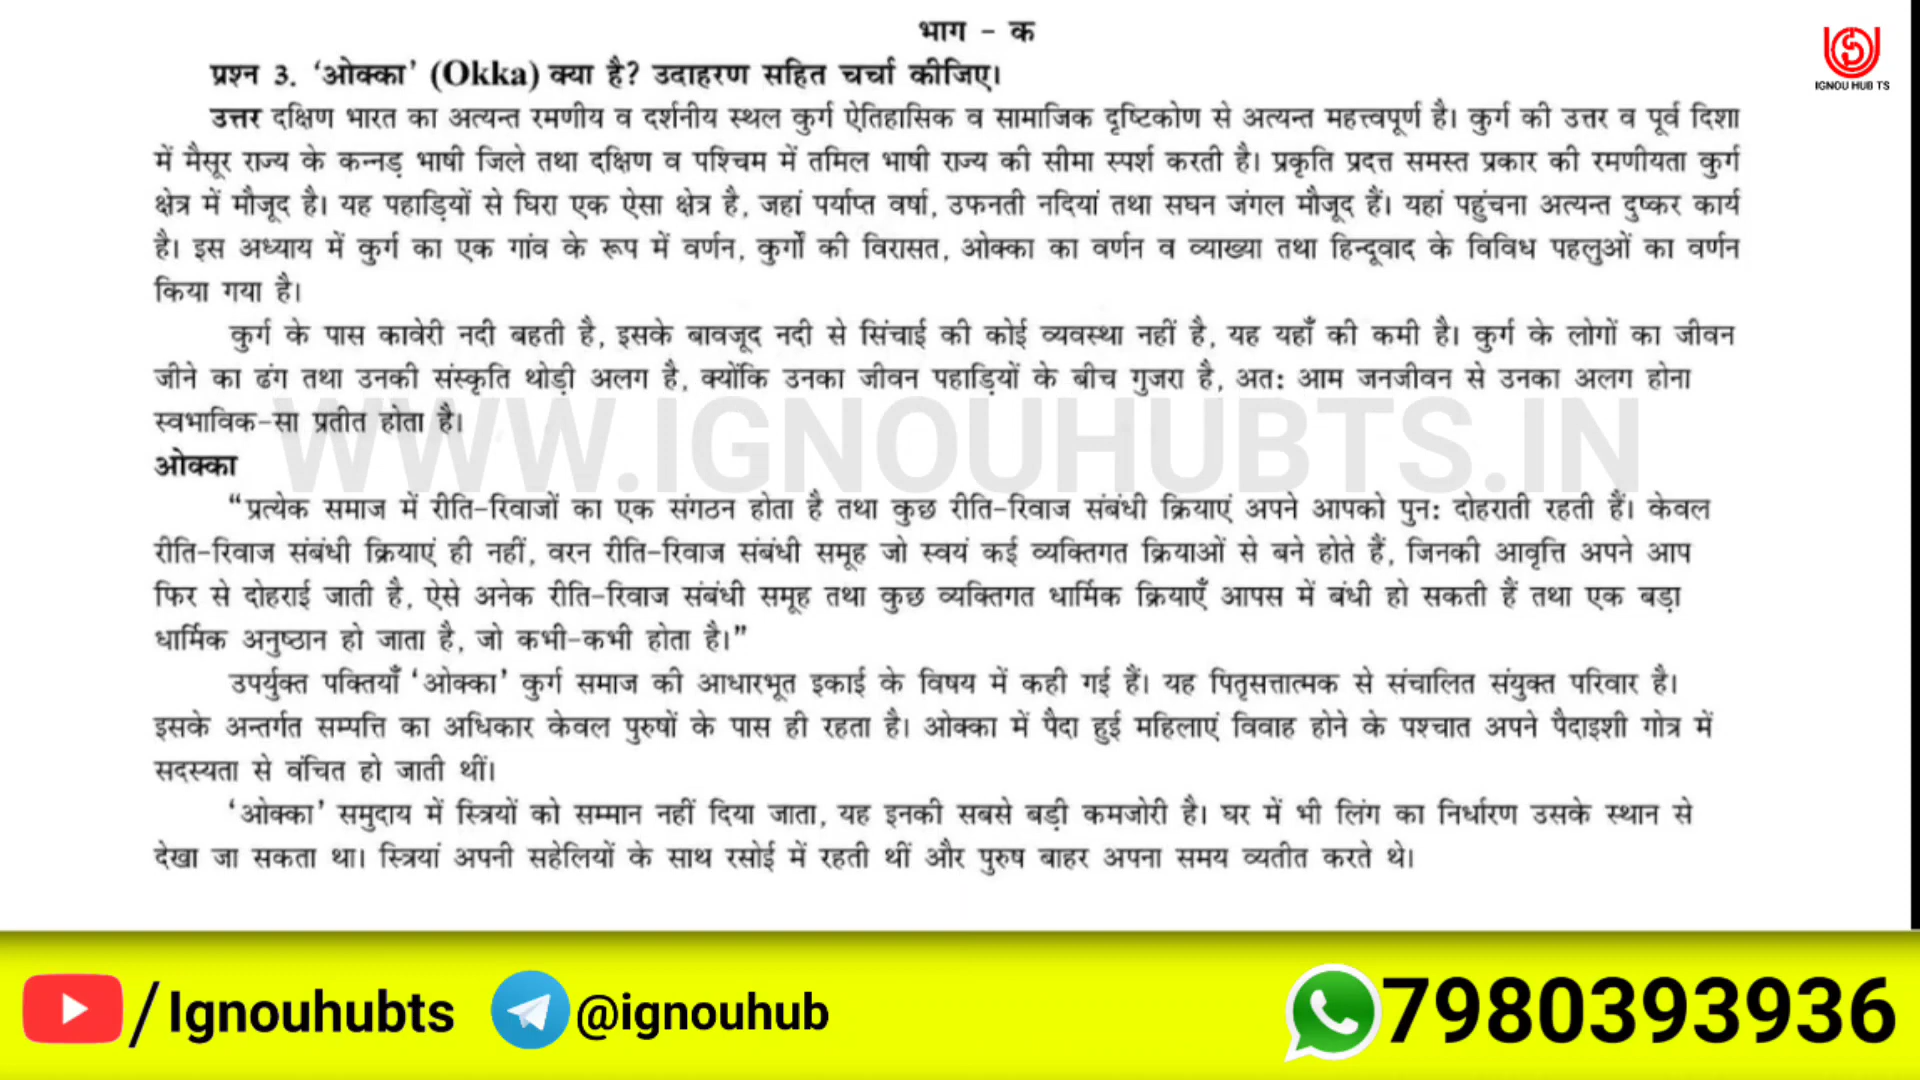 भाग – क
IGNOU HUB TS
प्रश्न 3. ‘ओक्का’ (Okka) क्या है? उदाहरण सहित चर्चा कीजिए।
उत्तर दक्षिण भारत का अत्यन्त रमणीय व दर्शनीय स्थल कुर्ग ऐतिहासिक व सामाजिक दृष्टिकोण से अत्यन्त महत्त्वपूर्ण है। कुर्ग की उत्तर व पूर्व दिशा
में मैसूर राज्य के कन्नड़ भाषी जिले तथा दक्षिण व पश्चिम में तमिल भाषी राज्य की सीमा स्पर्श करती है। प्रकृति प्रदत्त समस्त प्रकार की रमणीयता कुर्ग
क्षेत्र में मौजूद है। यह पहाड़ियों से घिरा एक ऐसा क्षेत्र है, जहां पर्याप्त वर्षा, उफनती नदियां तथा सघन जंगल मौजूद हैं। यहां पहुंचना अत्यन्त दुष्कर कार्य
है। इस अध्याय में कुर्ग का एक गांव के रूप में वर्णन, कुर्गों की विरासत, ओक्का का वर्णन व व्याख्या तथा हिन्दूवाद के विविध पहलुओं का वर्णन
किया गया है।
कुर्ग के पास कावेरी नदी बहती है, इसके बावजूद नदी से सिंचाई की कोई व्यवस्था नहीं है, यह यहाँ की कमी है। कुर्ग के लोगों का जीवन
जीने का ढंग तथा उनकी संस्कृति थोड़ी अलग है, क्योंकि उनका जीवन पहाड़ियों के बीच गुजरा है, अतः आम जनजीवन से उनका अलग होना
स्वभाविक-सा प्रतीत होता है।
WWW.IGNOUHUBTS.IN
ओक्का
“प्रत्येक समाज में रीति-रिवाजों का एक संगठन होता है तथा कुछ रीति-रिवाज संबंधी क्रियाएं अपने आपको पुनः दोहराती रहती हैं। केवल
रीति-रिवाज संबंधी क्रियाएं ही नहीं, वरन रीति-रिवाज संबंधी समूह जो स्वयं कई व्यक्तिगत क्रियाओं से बने होते हैं, जिनकी आवृत्ति अपने आप
फिर से दोहराई जाती है, ऐसे अनेक रीति-रिवाज संबंधी समूह तथा कुछ व्यक्तिगत धार्मिक क्रियाएँ आपस में बंधी हो सकती हैं तथा एक बड़ा
धार्मिक अनुष्ठान हो जाता है, जो कभी-कभी होता है।”
उपर्युक्त पक्तियाँ ‘ओक्का’ कुर्ग समाज की आधारभूत इकाई के विषय में कही गई हैं। यह पितृसत्तात्मक से संचालित संयुक्त परिवार है।
इसके अन्तर्गत सम्पत्ति का अधिकार केवल पुरुषों के पास ही रहता है। ओक्का में पैदा हुई महिलाएं विवाह होने के पश्चात अपने पैदाइशी गोत्र में
सदस्यता से वंचित हो जाती थीं।
‘ओक्का’ समुदाय में स्त्रियों को सम्मान नहीं दिया जाता, यह इनकी सबसे बड़ी कमजोरी है। घर में भी लिंग का निर्धारण उसके स्थान से
देखा जा सकता था। स्त्रियां अपनी सहेलियों के साथ रसोई में रहती थीं और पुरुष बाहर अपना समय व्यतीत करते थे।
/Ignouhubts @ignouhub 7980393936